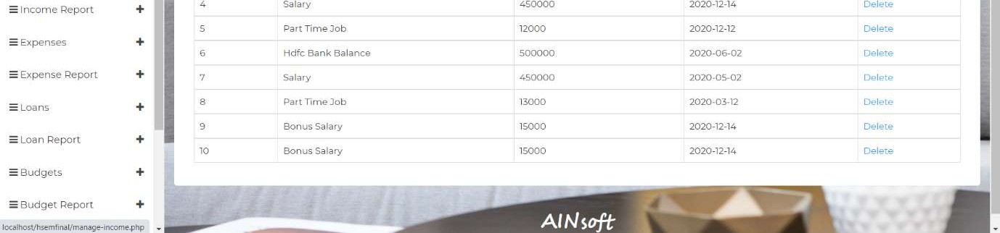 Income Report
Expenses
Expense Report
Loans
Loan Report
Budgets
Budget Report
localhost/hsemfinal/manage-income.php
4 Salary 450000 2020-12-14 Delete
5 Part Time Job 12000 2020-12-12 Delete
6 Hdfc Bank Balance 500000 2020-06-02 Delete
7 Salary 450000 2020-05-02 Delete
8 Part Time Job 13000 2020-03-12 Delete
9 Bonus Salary 15000 2020-12-14 Delete
10 Bonus Salary 15000 2020-12-14 Delete
AINsoft